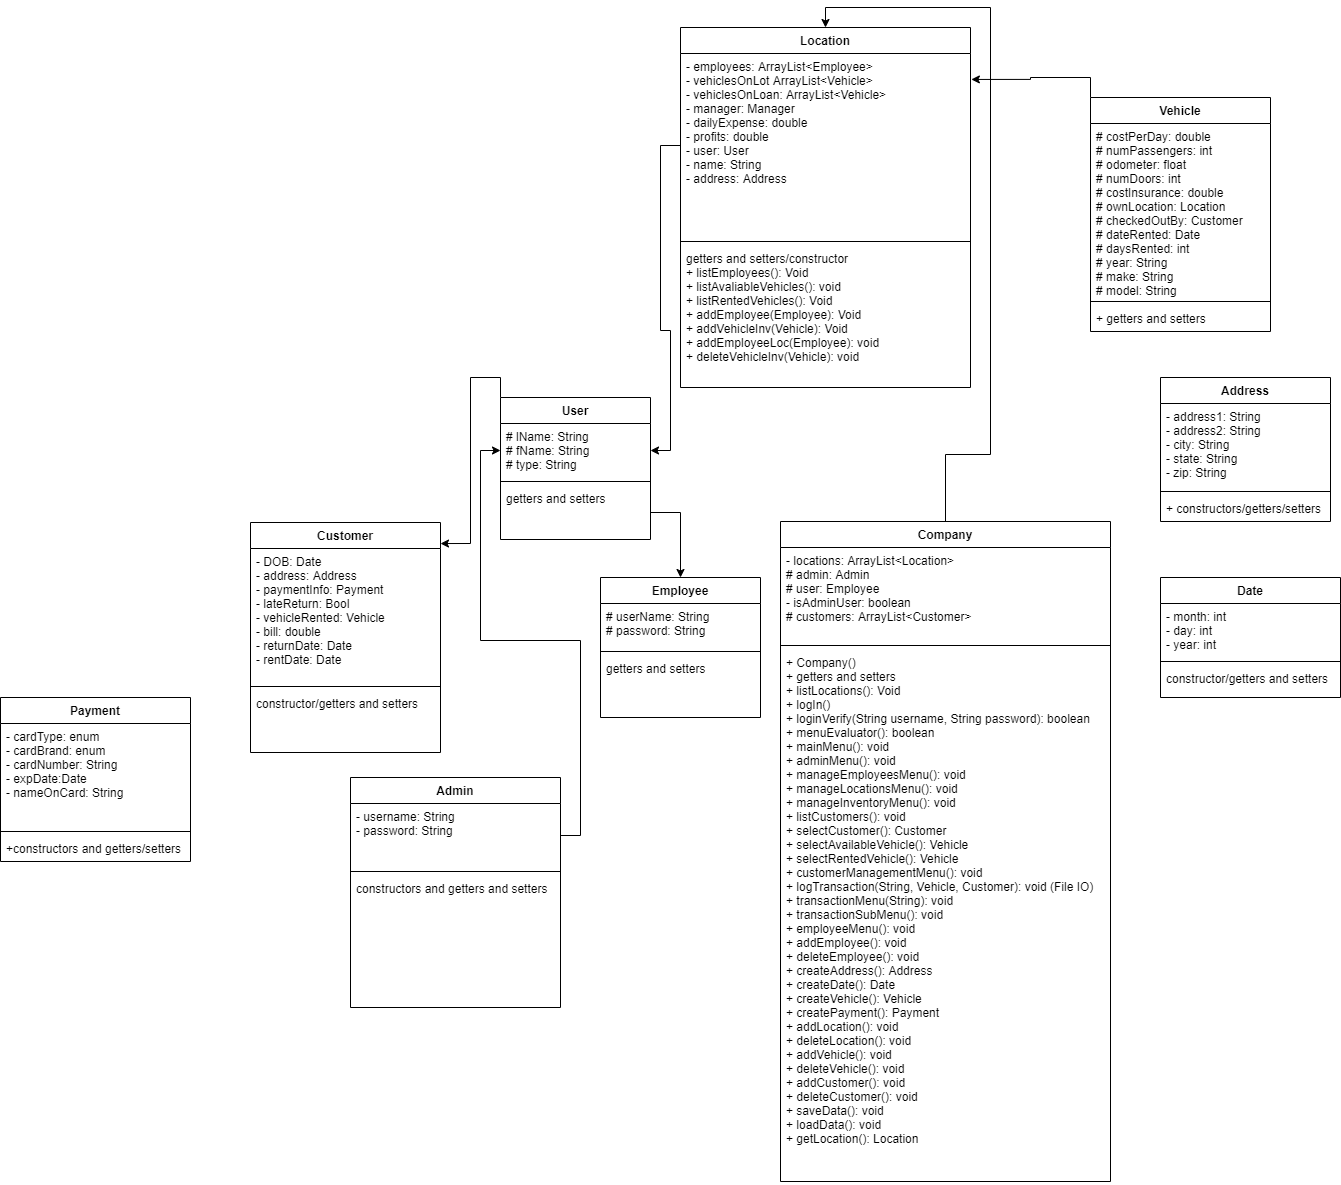 Location
- employees: ArrayList<Employee>
- vehiclesOnLot ArrayList<Vehicle>
- vehiclesOnLoan: ArrayList<Vehicle>
- manager: Manager
- dailyExpense: double
- profits: double
- user: User
- name: String
- address: Address
getters and setters/constructor
+ listEmployees(): Void
+ listAvaliableVehicles(): void
+ listRentedVehicles(): Void
+ addEmployee(Employee): Void
+ addVehicleInv(Vehicle): Void
+ addEmployeeLoc(Employee): void
+ deleteVehicleInv(Vehicle): void
Vehicle
# costPerDay: double
# numPassengers: int
# odometer: float
# numDoors: int
# costInsurance: double
# ownLocation: Location
# checkedOutBy: Customer
# dateRented: Date
# daysRented: int
# year: String
# make: String
# model: String
+ getters and setters
User
# lName: String
# fName: String
# type: String
getters and setters
Address
- address1: String
- address2: String
- city: String
- state: String
- zip: String
+ constructors/getters/setters
Customer
- DOB: Date
- address: Address
- paymentInfo: Payment
- lateReturn: Bool
- vehicleRented: Vehicle
- bill: double
- returnDate: Date
- rentDate: Date
constructor/getters and setters
Employee
# userName: String
# password: String
getters and setters
Company
- locations: ArrayList<Location>
# admin: Admin
# user: Employee
- isAdminUser: boolean
# customers: ArrayList<Customer>
+ Company()
+ getters and setters
+ listLocations(): Void
+ logIn()
+ loginVerify(String username, String password): boolean
+ menuEvaluator(): boolean
+ mainMenu(): void
+ adminMenu(): void
+ manageEmployeesMenu(): void
+ manageLocationsMenu(): void
+ manageInventoryMenu(): void
+ listCustomers(): void
+ selectCustomer(): Customer
+ selectAvailableVehicle(): Vehicle
+ selectRentedVehicle(): Vehicle
+ customerManagementMenu(): void
+ logTransaction(String, Vehicle, Customer): void (File IO)
+ transactionMenu(String): void
+ transactionSubMenu(): void
+ employeeMenu(): void
+ addEmployee(): void
+ deleteEmployee(): void
+ createAddress(): Address
+ createDate(): Date
+ createVehicle(): Vehicle
+ createPayment(): Payment
+ addLocation(): void
+ deleteLocation(): void
+ addVehicle(): void
+ deleteVehicle(): void
+ addCustomer(): void
+ deleteCustomer(): void
+ saveData(): void
+ loadData(): void
+ getLocation(): Location
Date
- month: int
- day: int
- year: int
constructor/getters and setters
Payment
- cardType: enum
- cardBrand: enum
- cardNumber: String
- expDate:Date
- nameOnCard: String
+constructors and getters/setters
Admin
- username: String
- password: String
constructors and getters and setters